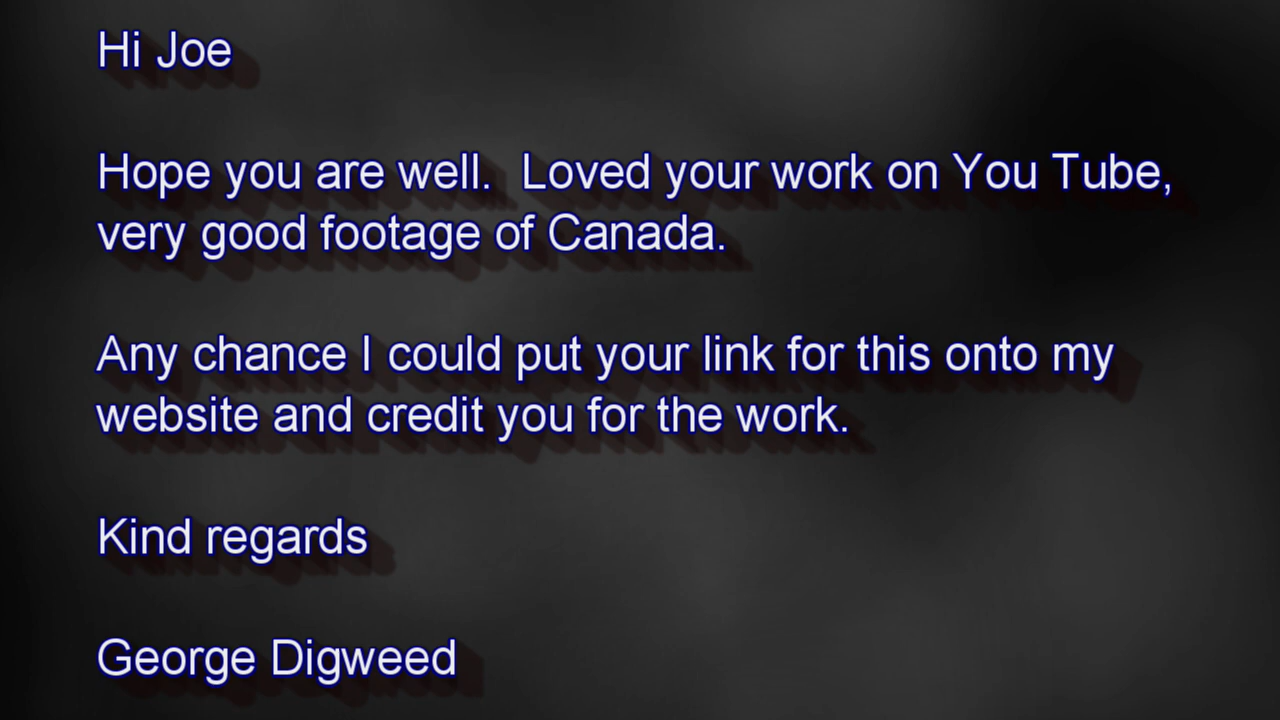 Hi Joe
Hope you are well.  Loved your work on You Tube,
very good footage of Canada.
Any chance I could put your link for this onto my
website and credit you for the work.
Kind regards
George Digweed